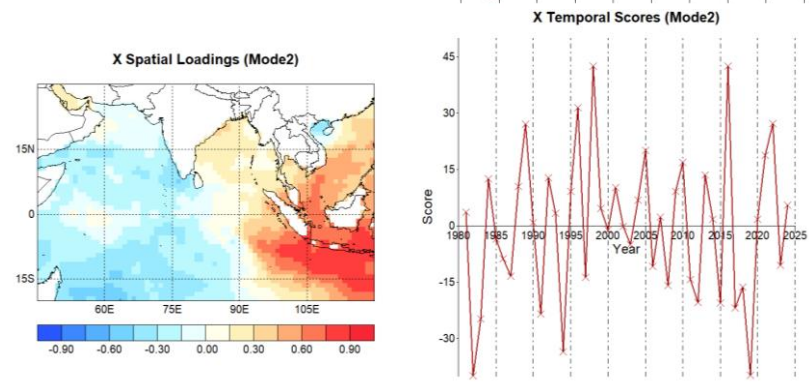 X Spatial Loadings (Mode2)
15N
0
15S
60E 75E 90E 105E
-0.90 -0.60 -0.30 0.00 0.30 0.60 0.90
X Temporal Scores (Mode2)
Score
45
30
15
0
-15
-30
1980 1985 1990 1995 2000 2005 2010 2015 2020 2025
Year